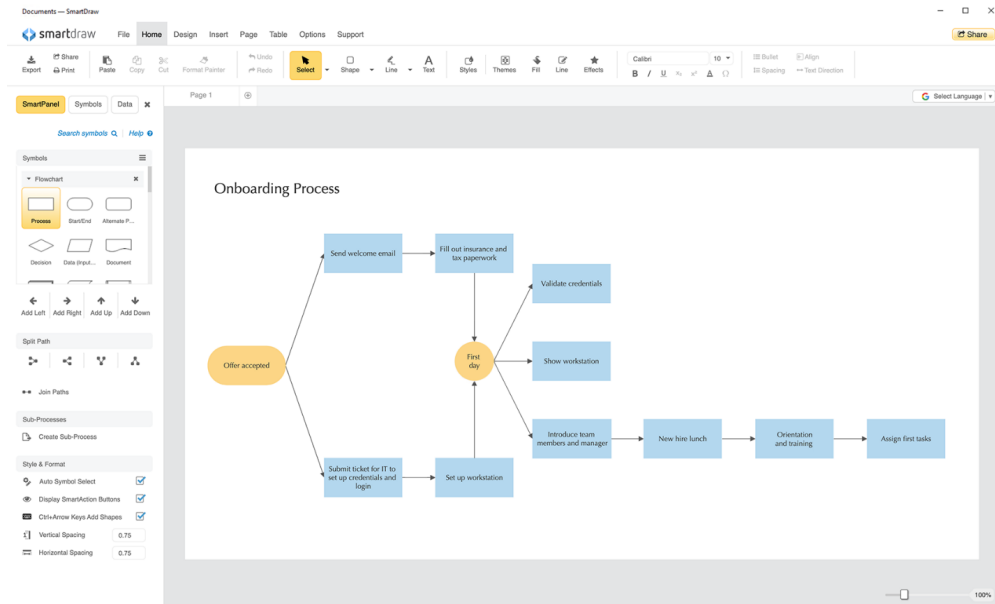 Documents — SmartDraw
smartdraw
File Home Design Insert Page Table Options Support
Share
Export
Share
Print
Paste
Copy
Cut
Format Painter
Undo
Redo
Select
Shape
Line
Text
Styles
Themes
Fill
Line
Effects
Calibri 10
B I U X₂ X² A {}
Bullet
Align
Spacing
Text Direction
SmartPanel Symbols Data
Page 1
Select Language
Search symbols Help
Symbols
Flowchart
Process Start/End Alternate P...
Decision Data (Input... Document
Add Left Add Right Add Up Add Down
Split Path
Join Paths
Sub-Processes
Create Sub-Process
Style & Format
Auto Symbol Select
Display SmartAction Buttons
Ctrl+Arrow Keys Add Shapes
Vertical Spacing 0.75
Horizontal Spacing 0.75
Onboarding Process
Offer accepted
Send welcome email
Fill out insurance and
tax paperwork
Submit ticket for IT to
set up credentials and
login
Set up workstation
First
day
Validate credentials
Show workstation
Introduce team
members and manager
New hire lunch
Orientation
and training
Assign first tasks
100%